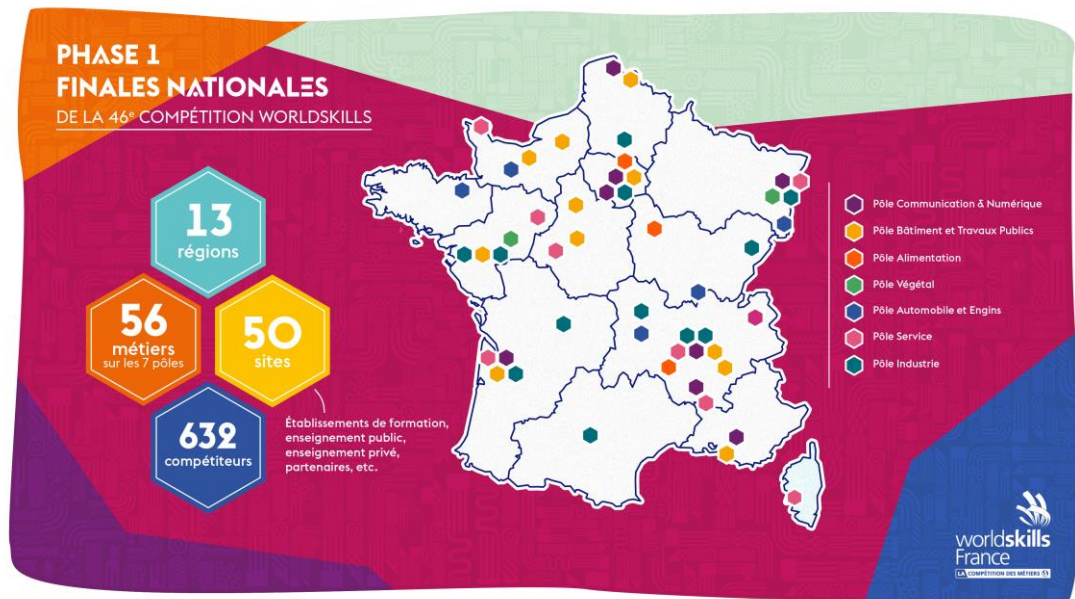 PHASE 1
FINALES NATIONALES
DE LA 46e COMPÉTITION WORLDSKILLS
13
régions
56
métiers
sur les 7 pôles
50
sites
632
compétiteurs
Établissements de formation,
enseignement public,
enseignement privé,
partenaires, etc.
Pôle Communication & Numérique
Pôle Bâtiment et Travaux Publics
Pôle Alimentation
Pôle Végétal
Pôle Automobile et Engins
Pôle Service
Pôle Industrie
worldskills
France
LA COMPÉTITION DES MÉTIERS